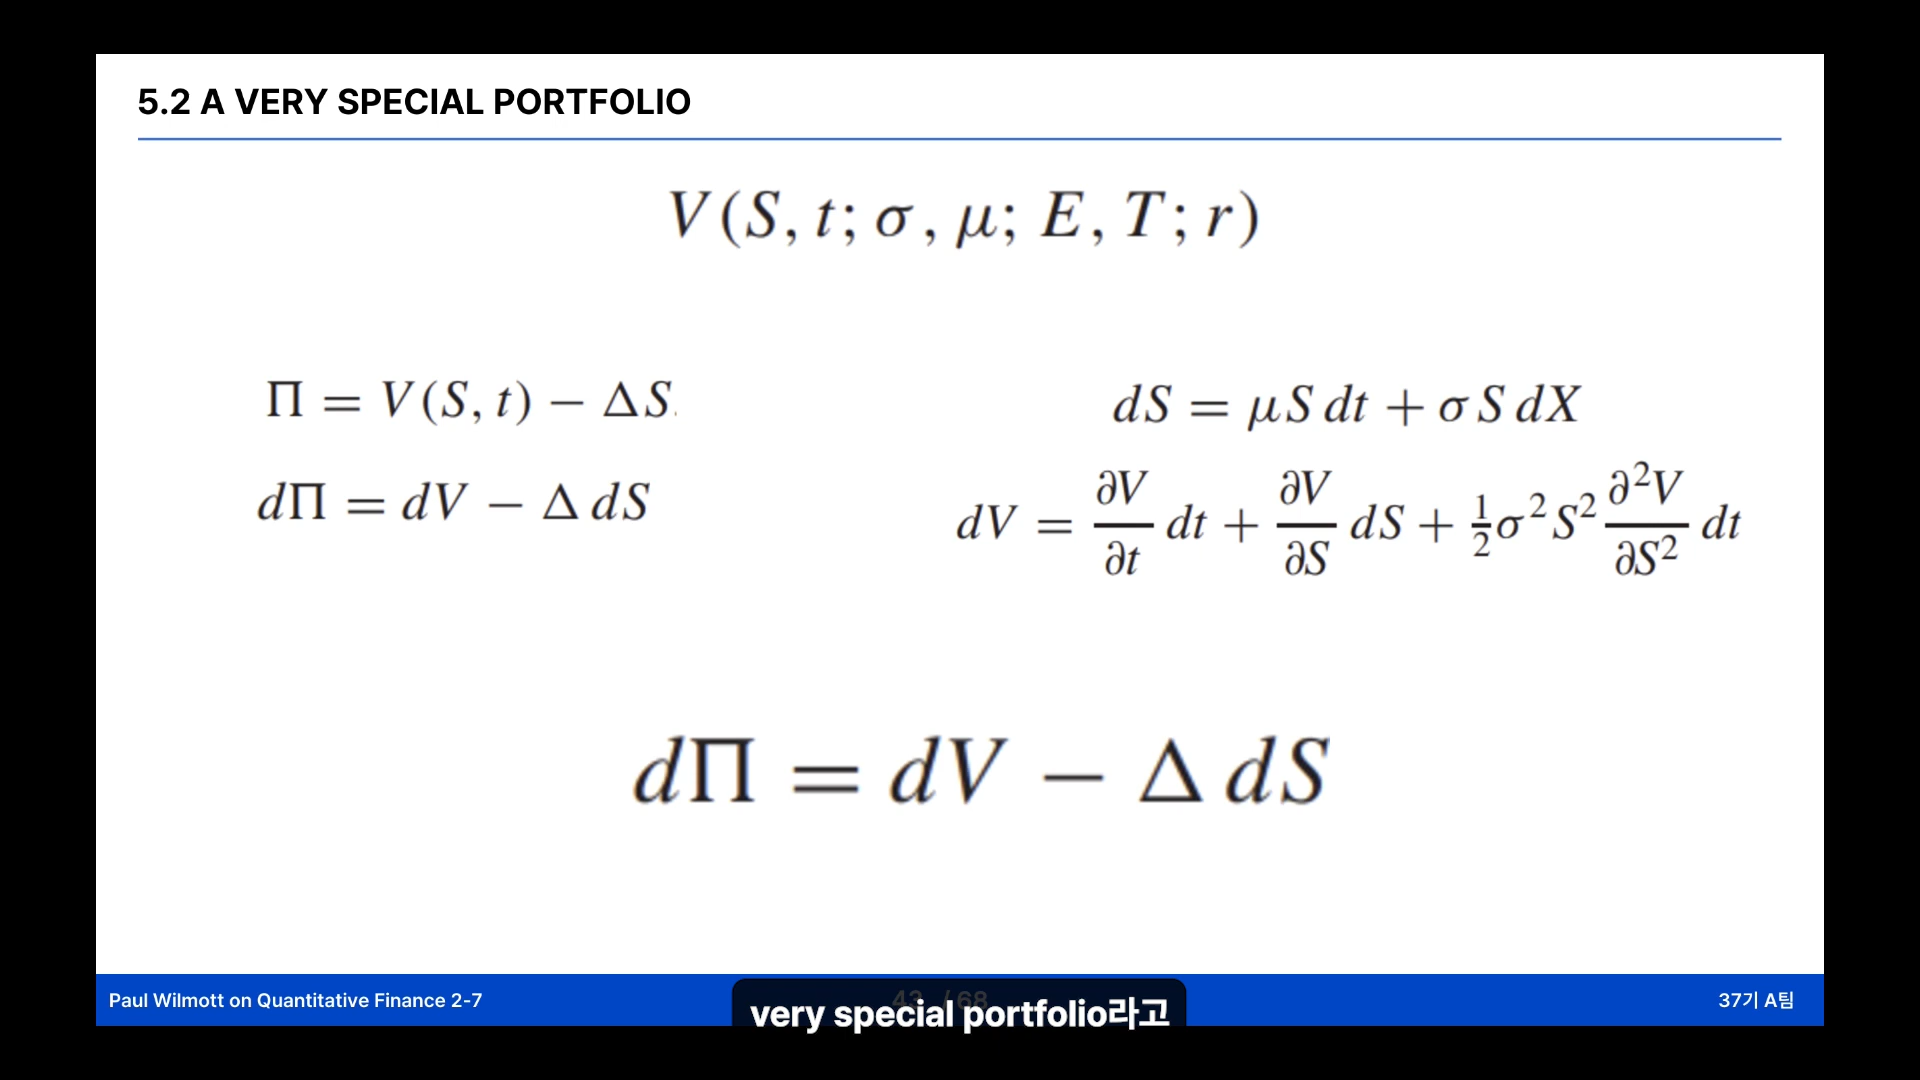 5.2 A VERY SPECIAL PORTFOLIO
V(S, t; σ, μ; E, T; r)
Π = V(S, t) − ΔS.
dΠ = dV − Δ dS
dS = μS dt + σS dX
dV = ∂V/∂t dt + ∂V/∂S dS + ½σ²S² ∂²V/∂S² dt
dΠ = dV − Δ dS
Paul Wilmott on Quantitative Finance 2-7
43 / 68
37기 A팀
very special portfolio라고